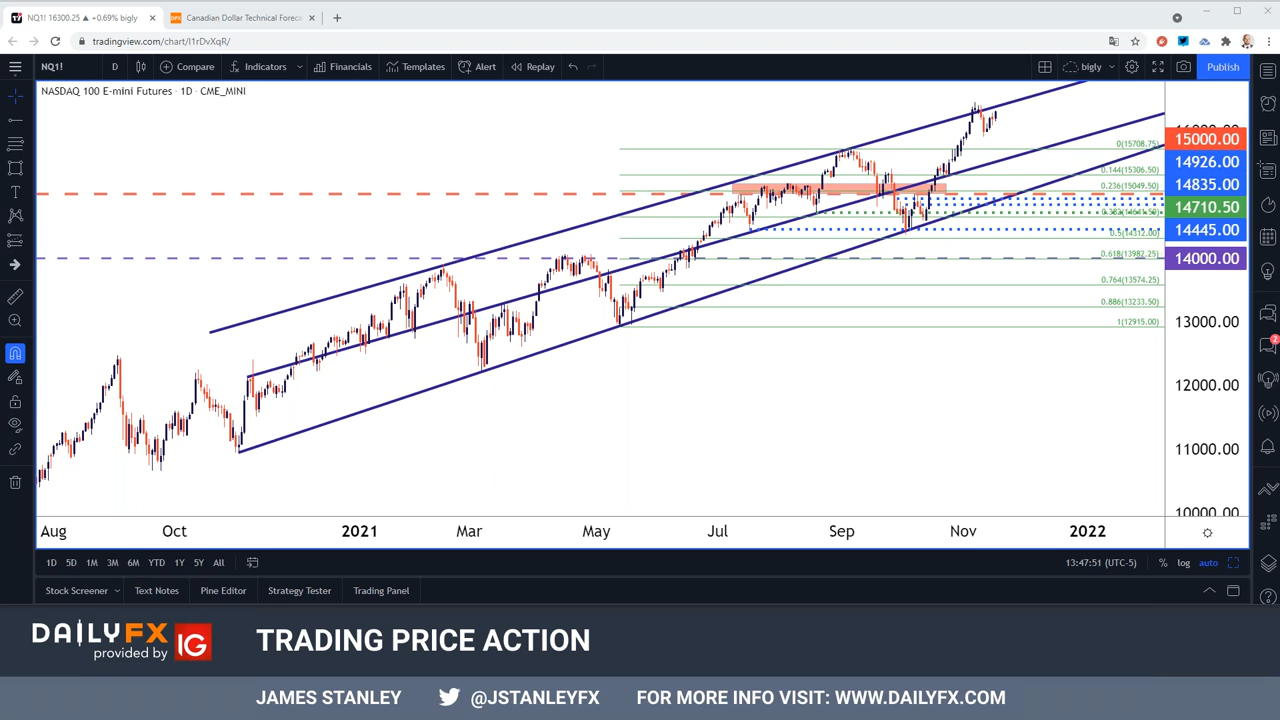 NQ1! 16300.25 ▲ +0.69% bigly
Canadian Dollar Technical Foreca
tradingview.com/chart/I1rDvXqR/
NQ1! D Compare Indicators Financials Templates Alert Replay bigly Publish
NASDAQ 100 E-mini Futures · 1D · CME_MINI
15000.00
0(15708.75)
14926.00
0.144(15306.50)
0.236(15049.50)
14835.00
0.382(14641.50)
14710.50
0.5(14312.00)
14445.00
0.618(13982.25)
14000.00
0.764(13574.25)
0.886(13233.50)
1(12915.00)
13000.00
12000.00
11000.00
10000.00
Aug Oct 2021 Mar May Jul Sep Nov 2022
1D 5D 1M 3M 6M YTD 1Y 5Y All 13:47:51 (UTC-5) % log auto
Stock Screener Text Notes Pine Editor Strategy Tester Trading Panel
DAILYFX
provided by IG
TRADING PRICE ACTION
JAMES STANLEY @JSTANLEYFX FOR MORE INFO VISIT: WWW.DAILYFX.COM